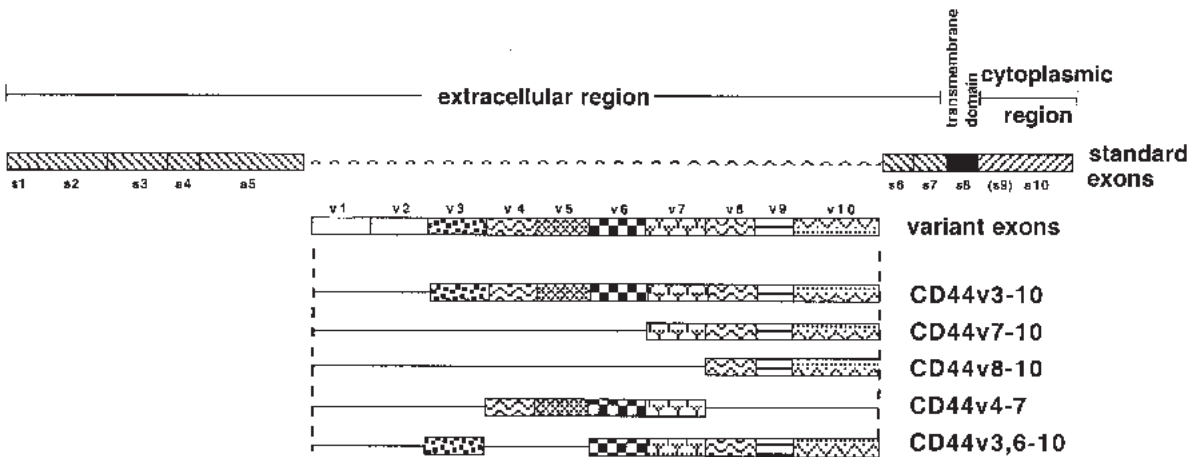 transmembrane
domain
cytoplasmic
region
extracellular region
standard
exons
s1 s2 s3 s4 s5 s6 s7 s8 (s9) s10
v1 v2 v3 v4 v5 v6 v7 v8 v9 v10
variant exons
CD44v3-10
CD44v7-10
CD44v8-10
CD44v4-7
CD44v3,6-10